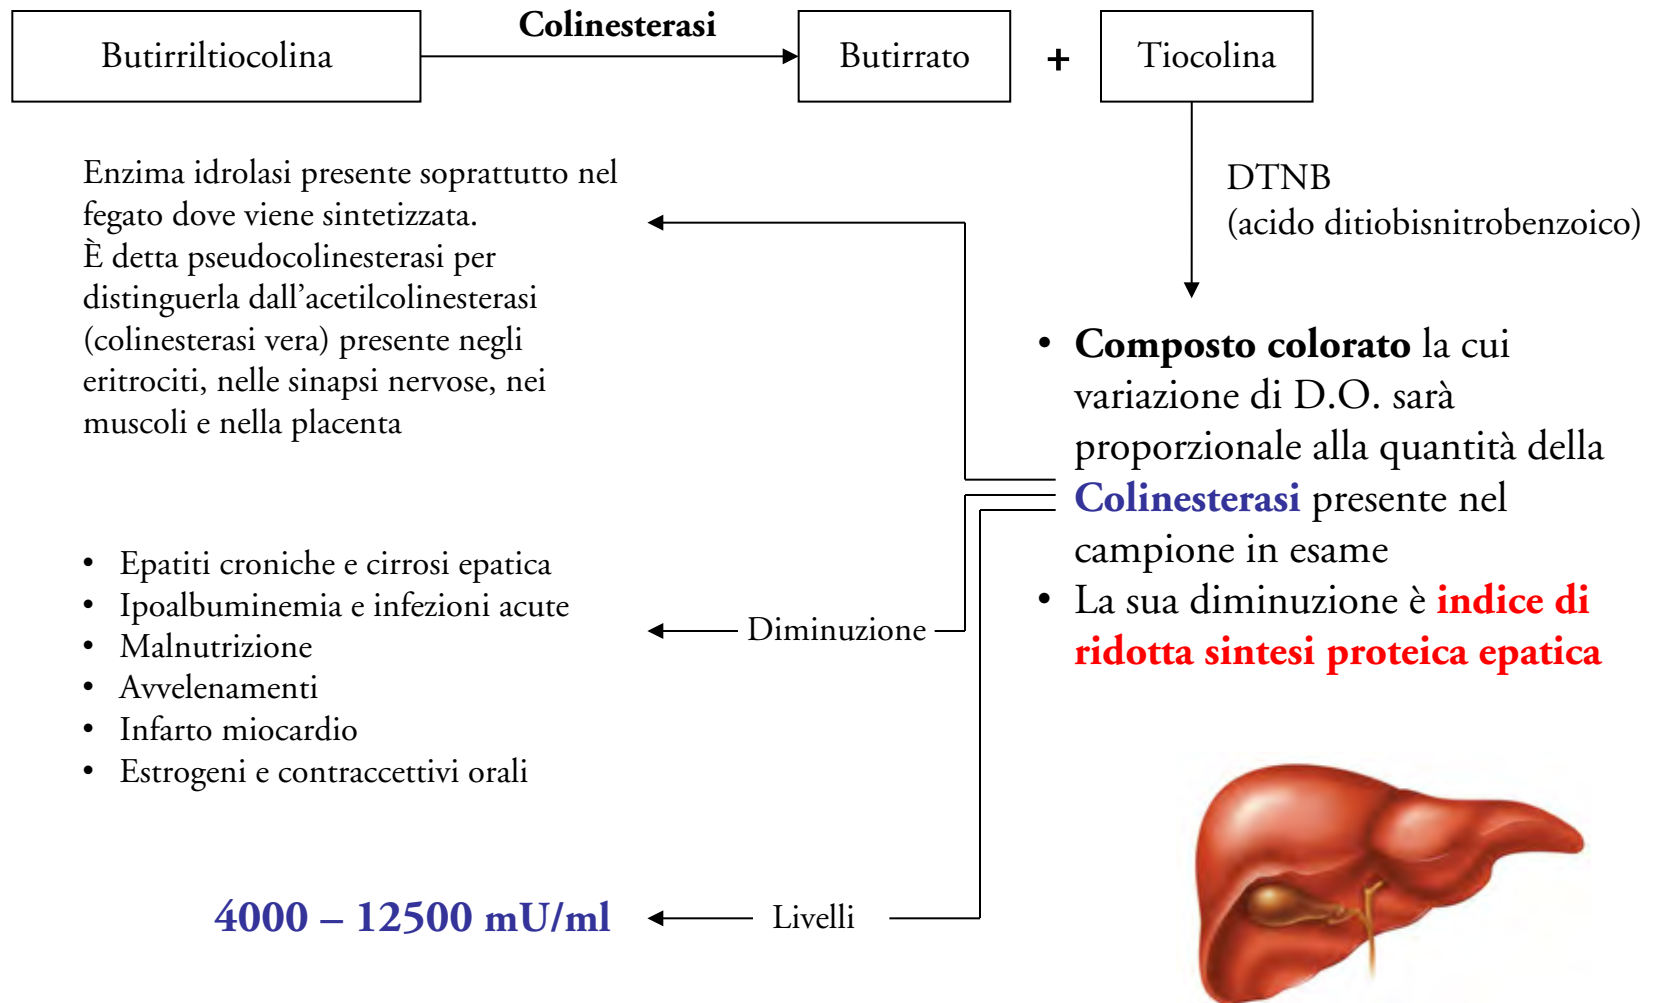 Colinesterasi
Butirriltiocolina
Butirrato
+
Tiocolina
DTNB
(acido ditiobisnitrobenzoico)
Enzima idrolasi presente soprattutto nel
fegato dove viene sintetizzata.
È detta pseudocolinesterasi per
distinguerla dall’acetilcolinesterasi
(colinesterasi vera) presente negli
eritrociti, nelle sinapsi nervose, nei
muscoli e nella placenta
• Composto colorato la cui
variazione di D.O. sarà
proporzionale alla quantità della
Colinesterasi presente nel
campione in esame
• La sua diminuzione è indice di
ridotta sintesi proteica epatica
Diminuzione
• Epatiti croniche e cirrosi epatica
• Ipoalbuminemia e infezioni acute
• Malnutrizione
• Avvelenamenti
• Infarto miocardio
• Estrogeni e contraccettivi orali
4000 – 12500 mU/ml
Livelli